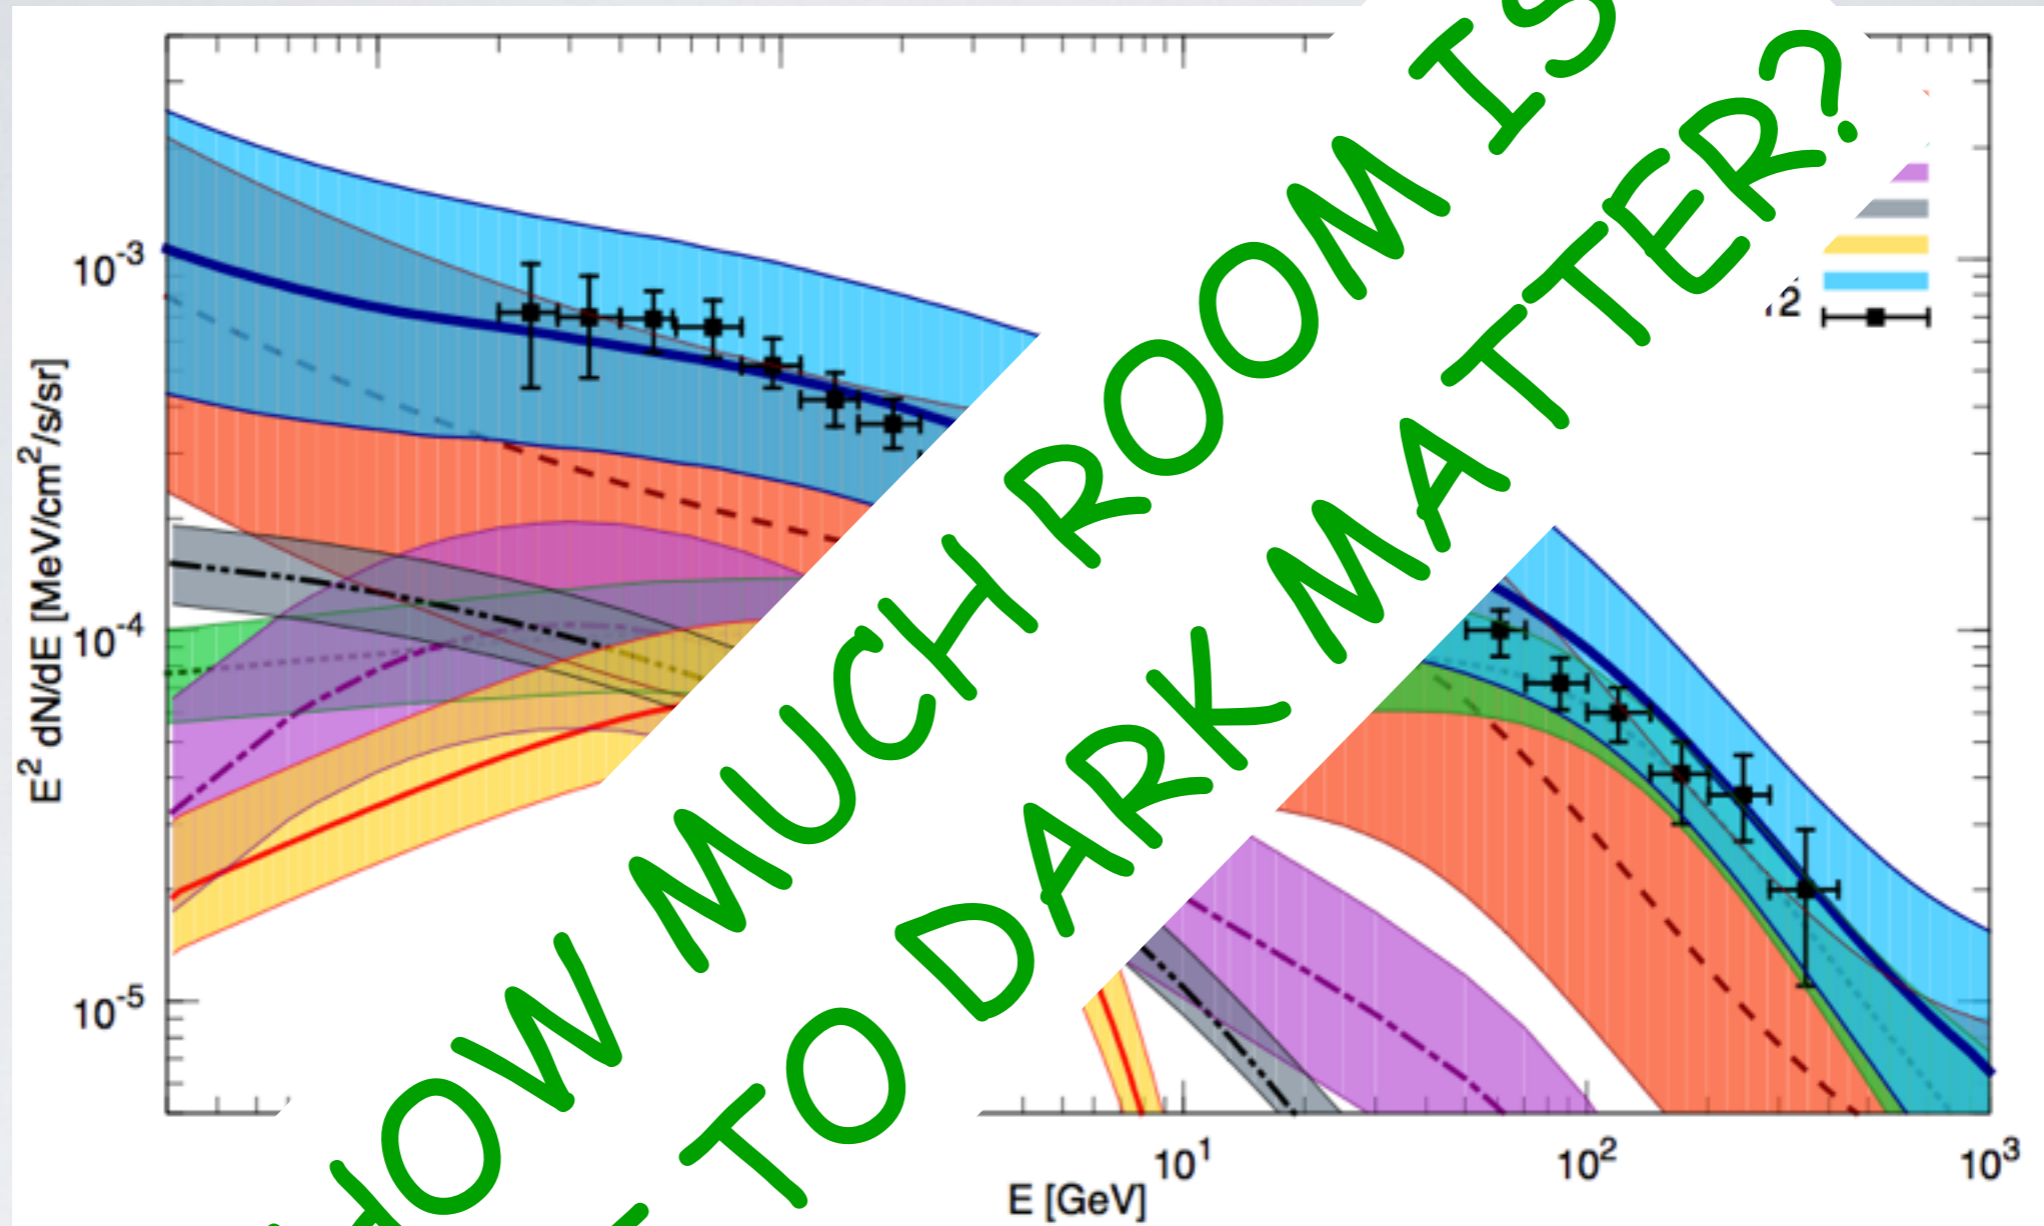 HOW MUCH ROOM IS
TO DARK MATTER?
10^-3
10^-4
10^-5
E^2 dN/dE [MeV/cm^2/s/sr]
10^1
10^2
10^3
E [GeV]